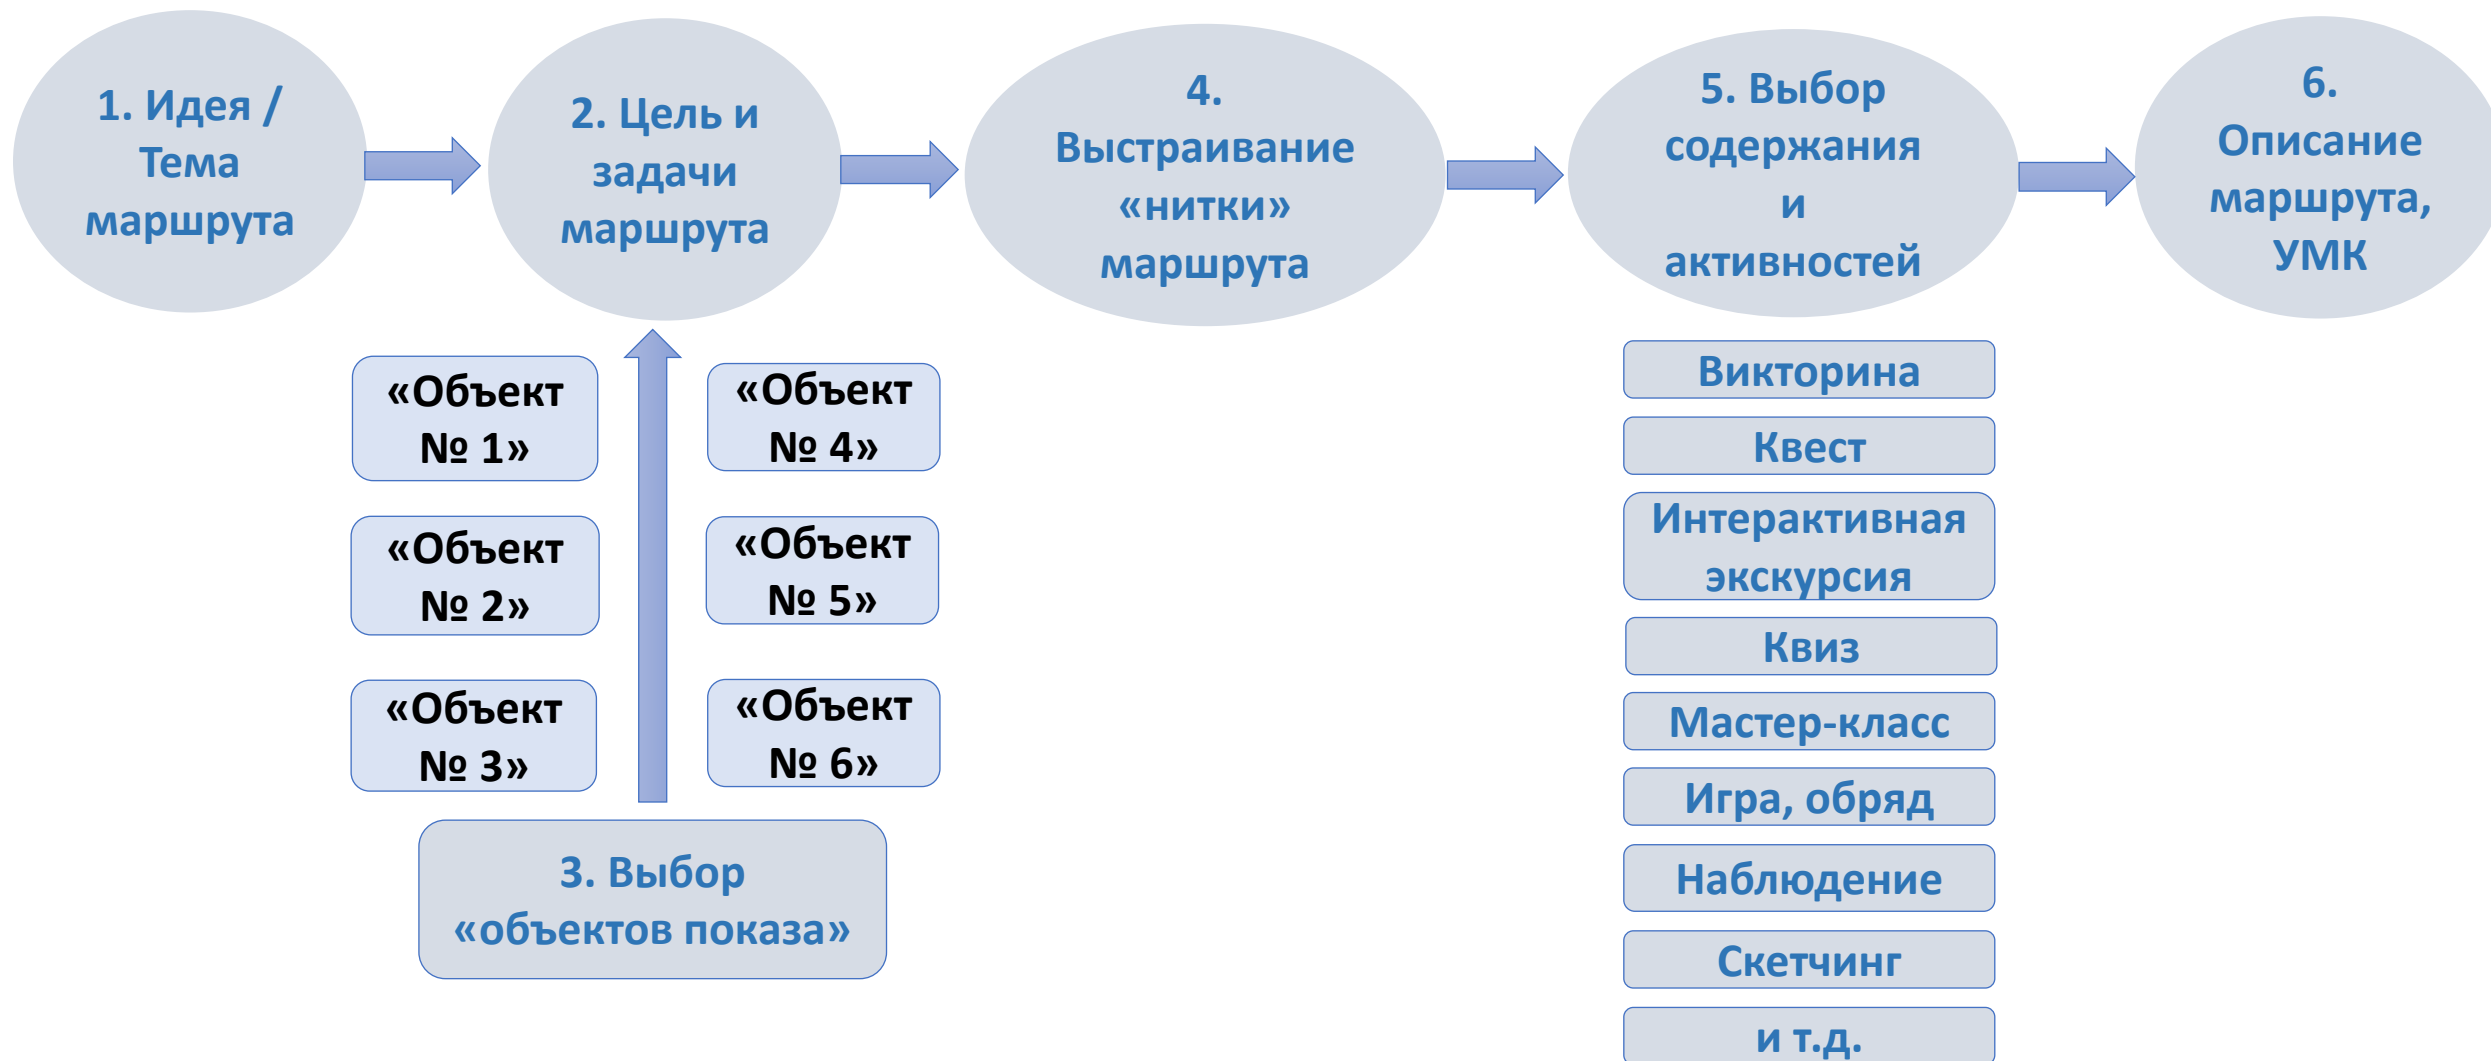 1. Идея /
Тема
маршрута
2. Цель и
задачи
маршрута
4.
Выстраивание
«нитки»
маршрута
5. Выбор
содержания
и
активностей
6.
Описание
маршрута,
УМК
«Объект
№ 1»
«Объект
№ 4»
«Объект
№ 2»
«Объект
№ 5»
«Объект
№ 3»
«Объект
№ 6»
3. Выбор
«объектов показа»
Викторина
Квест
Интерактивная
экскурсия
Квиз
Мастер-класс
Игра, обряд
Наблюдение
Скетчинг
и т.д.